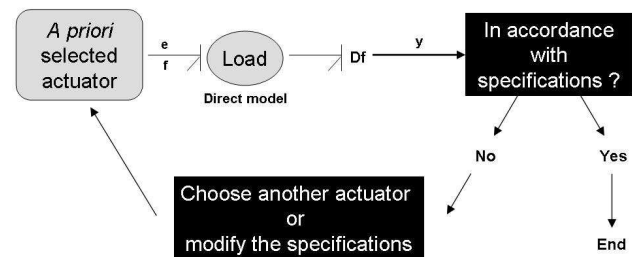 A priori
selected
actuator
e
f
Load
Direct model
Df
y
In accordance
with
specifications ?
No
Yes
Choose another actuator
or
modify the specifications
End